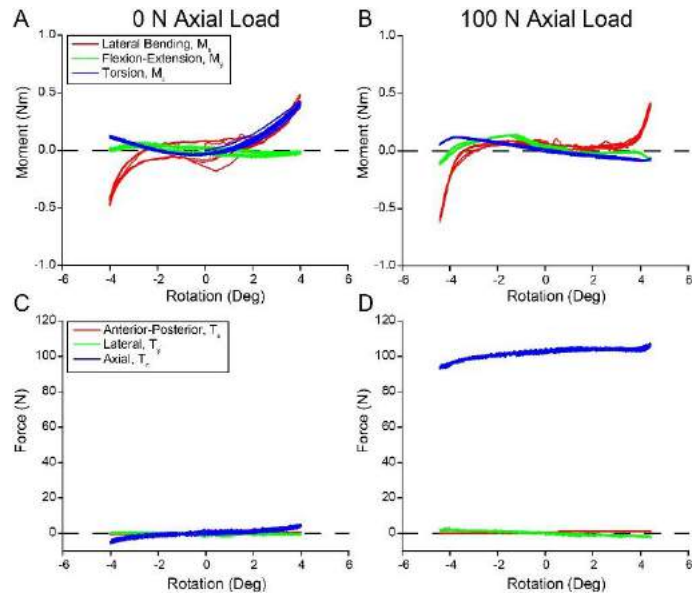 A
0 N Axial Load
B
100 N Axial Load
Lateral Bending, Mx
Flexion-Extension, My
Torsion, Mz
1.0
0.5
0.0
-0.5
-1.0
Moment (Nm)
-6 -4 -2 0 2 4 6
Rotation (Deg)
1.0
0.5
0.0
-0.5
-1.0
Moment (Nm)
-6 -4 -2 0 2 4 6
Rotation (Deg)
C
Anterior-Posterior, Tx
Lateral, Ty
Axial, Tz
120
100
80
60
40
20
0
Force (N)
-6 -4 -2 0 2 4 6
Rotation (Deg)
D
120
100
80
60
40
20
0
Force (N)
-6 -4 -2 0 2 4 6
Rotation (Deg)